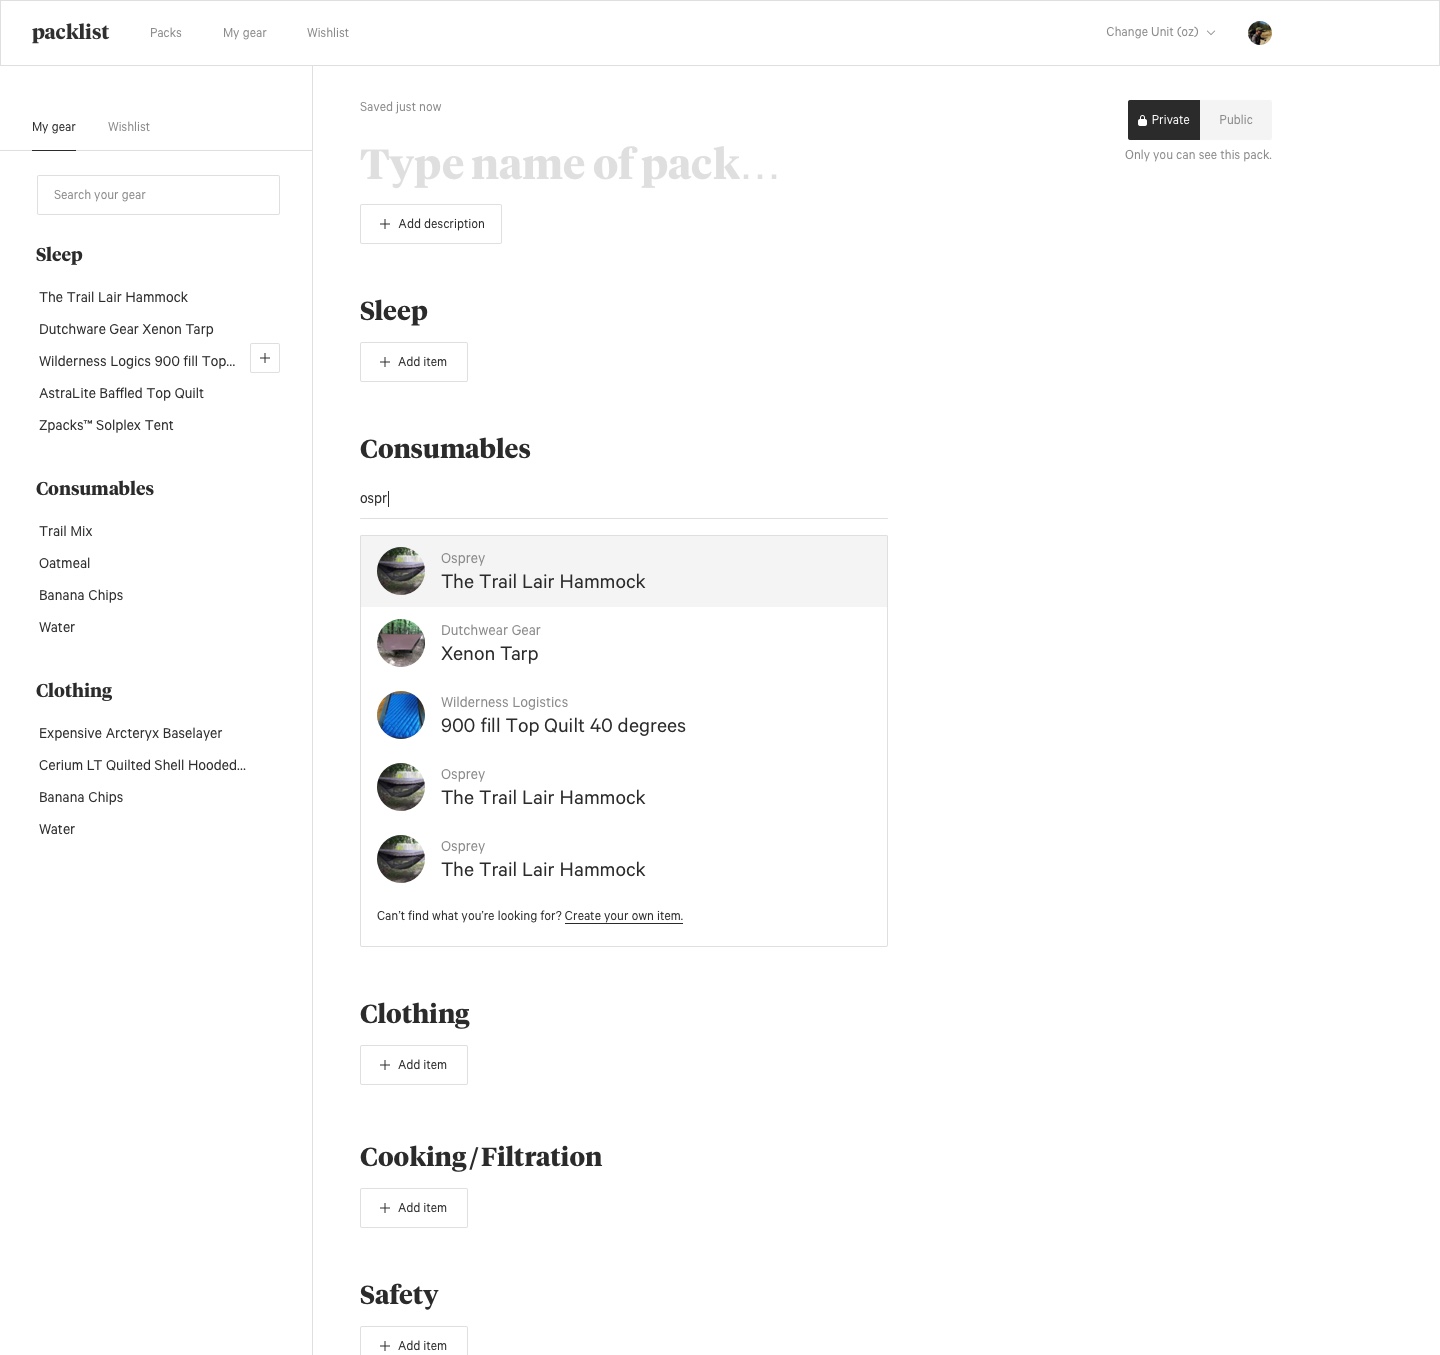 packlist
Packs
My gear
Wishlist
Change Unit (oz)
My gear
Wishlist
Search your gear
Sleep
The Trail Lair Hammock
Dutchware Gear Xenon Tarp
Wilderness Logics 900 fill Top...
AstraLite Baffled Top Quilt
Zpacks™ Solplex Tent
Consumables
Trail Mix
Oatmeal
Banana Chips
Water
Clothing
Expensive Arcteryx Baselayer
Cerium LT Quilted Shell Hooded...
Banana Chips
Water
Saved just now
Private
Public
Only you can see this pack.
Type name of pack...
Add description
Sleep
Add item
Consumables
ospr
Osprey
The Trail Lair Hammock
Dutchwear Gear
Xenon Tarp
Wilderness Logistics
900 fill Top Quilt 40 degrees
Osprey
The Trail Lair Hammock
Osprey
The Trail Lair Hammock
Can't find what you're looking for? Create your own item.
Clothing
Add item
Cooking/Filtration
Add item
Safety
Add item